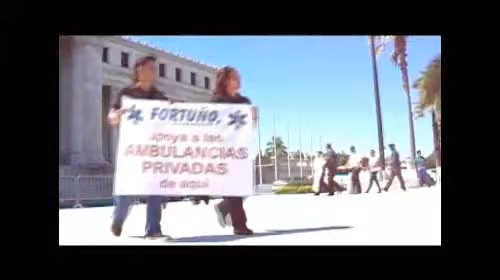 FORTUÑO,
apoya a las
AMBULANCIAS
PRIVADAS
de aquí